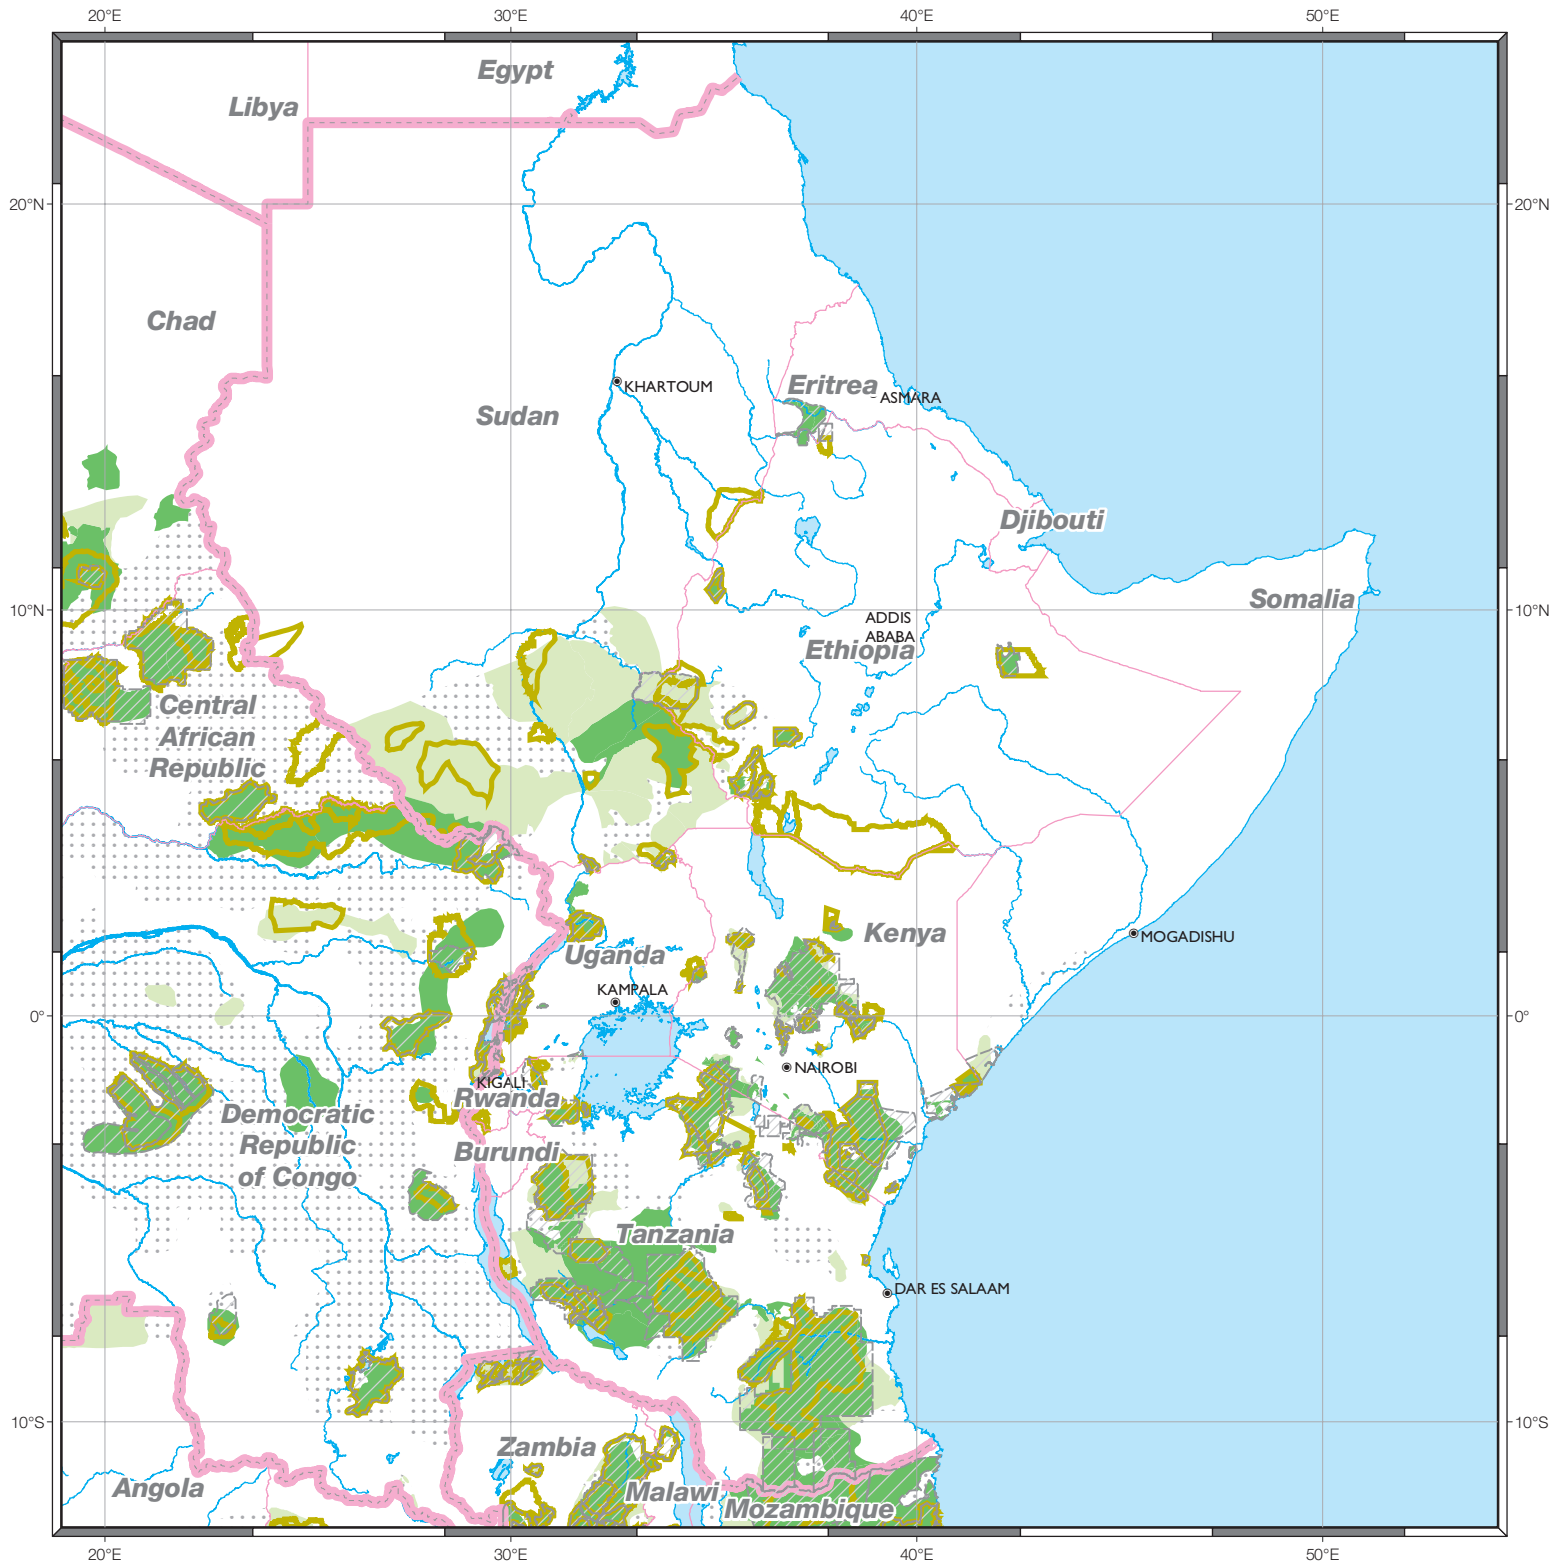 20°E 30°E 40°E 50°E
Egypt
Libya
20°N 20°N
Chad
KHARTOUM
Eritrea
ASMARA
Sudan
Djibouti
Somalia
10°N 10°N
ADDIS
ABABA
Ethiopia
Central
African
Republic
Kenya
MOGADISHU
Uganda
KAMPALA
0° 0°
NAIROBI
KIGALI
Rwanda
Democratic
Republic
of Congo
Burundi
Tanzania
DAR ES SALAAM
10°S 10°S
Zambia
Angola
Malawi
Mozambique
20°E 30°E 40°E 50°E